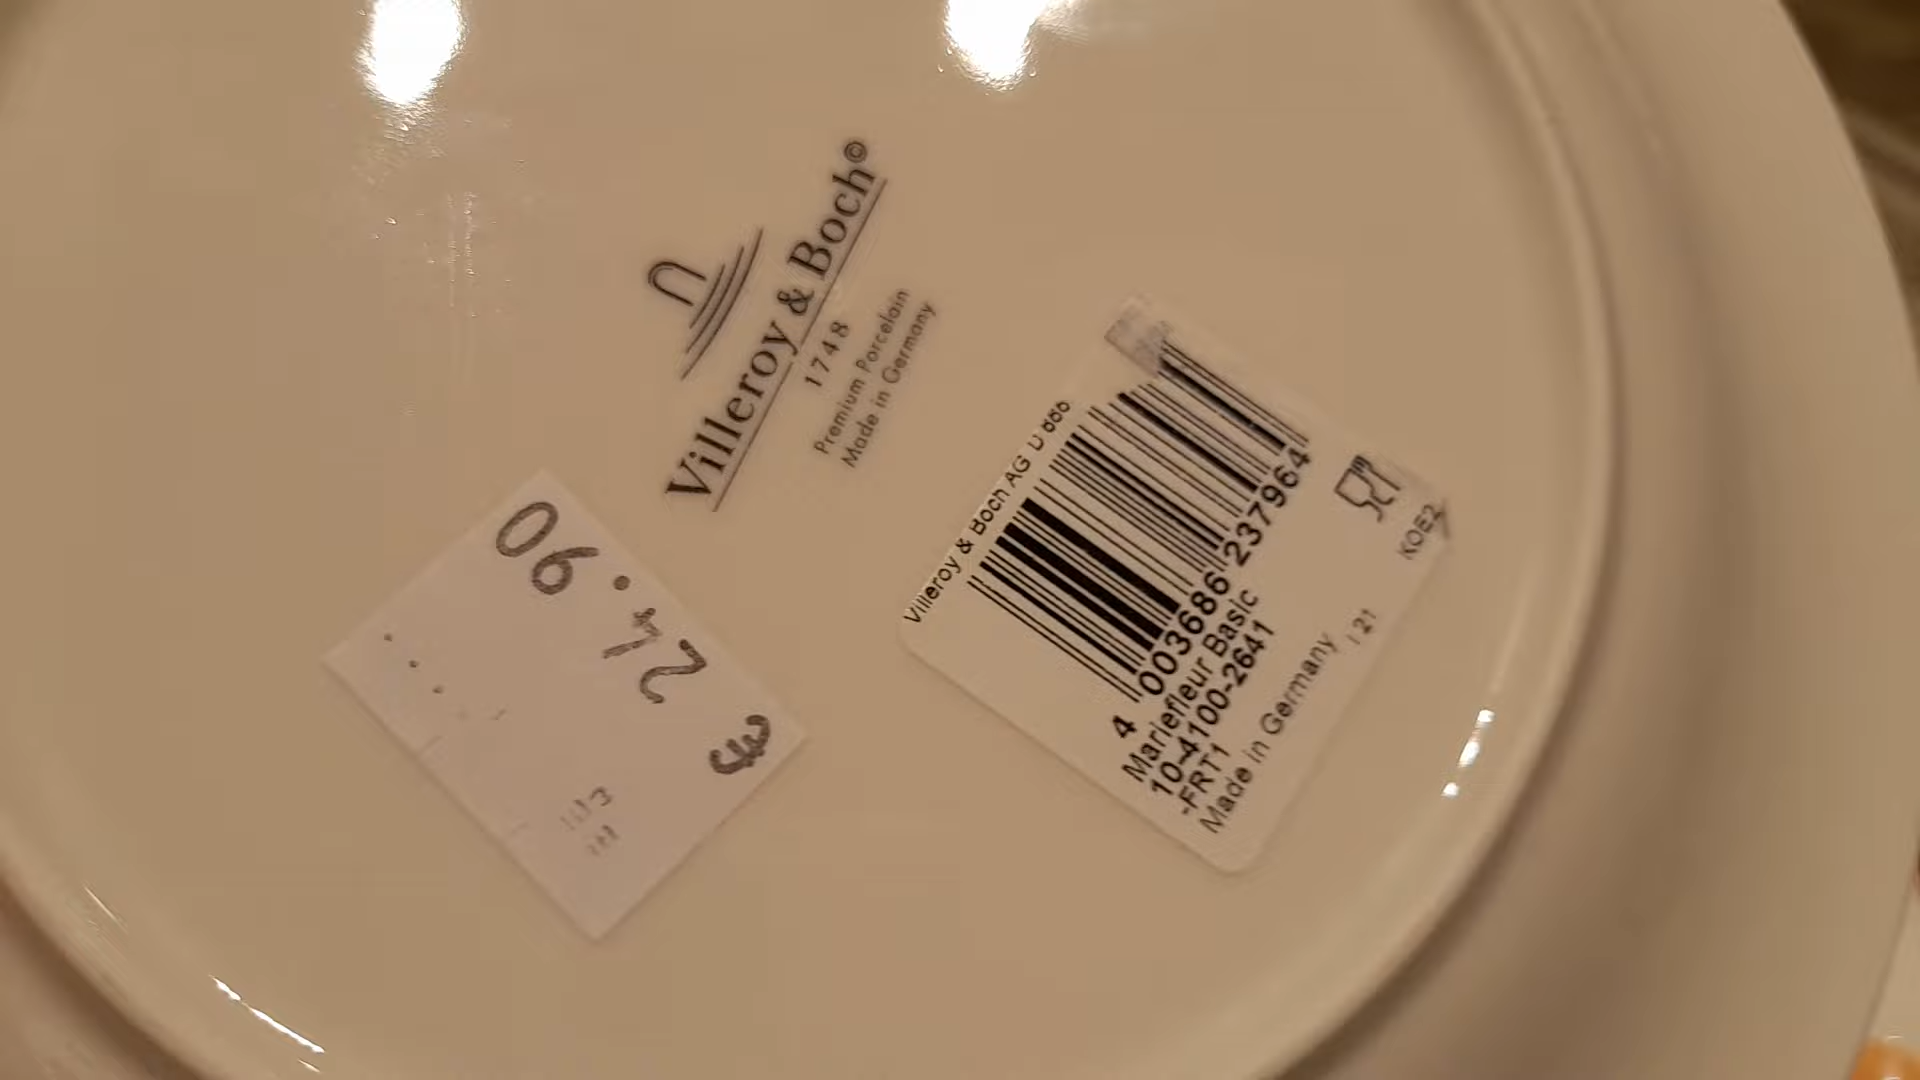 Villeroy & Boch©
1748
Premium Porcelain
Made in Germany
€ 24.90
Villeroy & Boch AG D
4 003686 237964
Mariefleur Basic
10-4100-2641
-FRT1
Made in Germany
KOE2